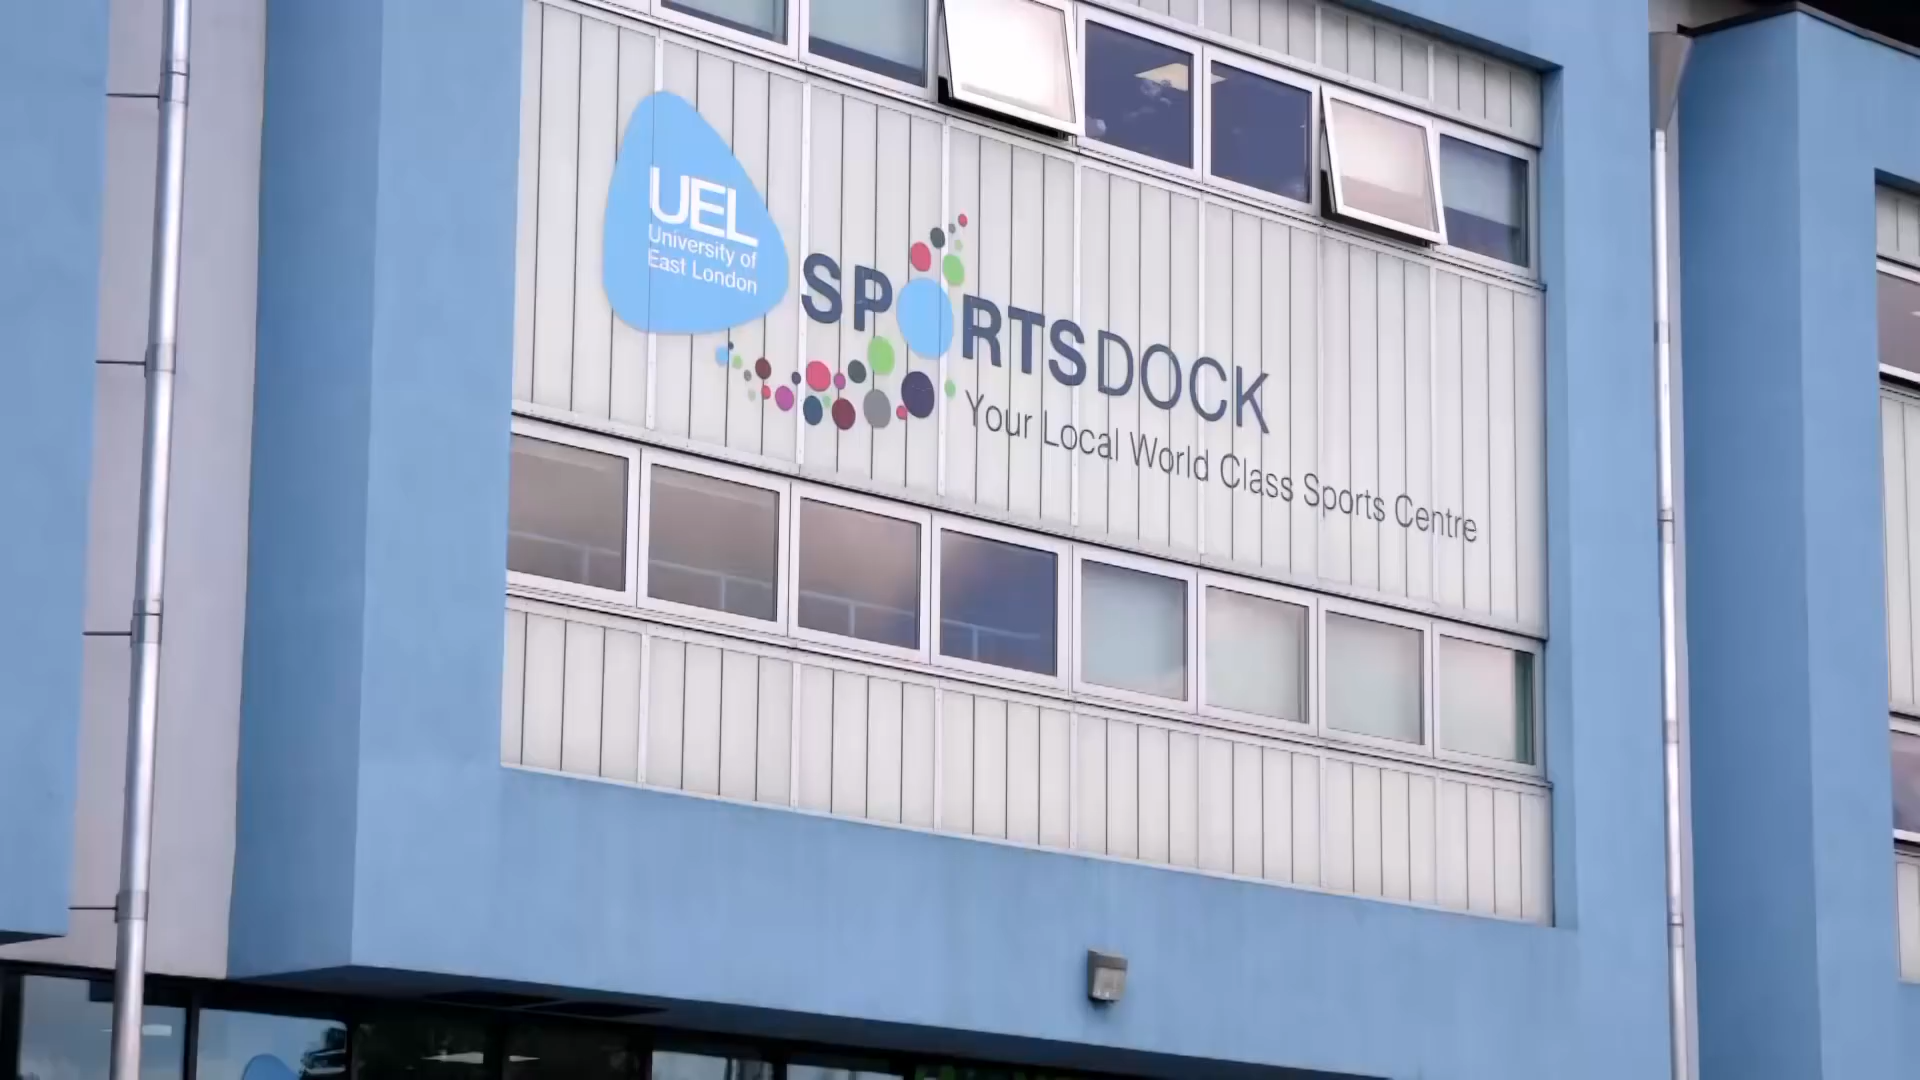 UEL
University of
East London
SPORTSDOCK
Your Local World Class Sports Centre